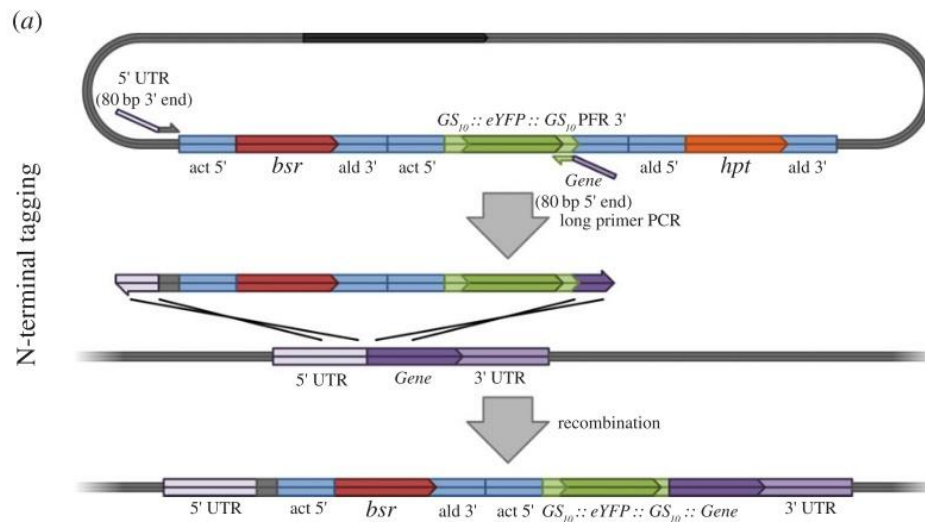 (a)
5' UTR
(80 bp 3' end)
GS10 :: eYFP :: GS10 PFR 3'
act 5' bsr ald 3' act 5' ald 5' hpt ald 3'
Gene
(80 bp 5' end)
long primer PCR
N-terminal tagging
5' UTR Gene 3' UTR
recombination
5' UTR act 5' bsr ald 3' act 5' GS10 :: eYFP :: GS10 :: Gene 3' UTR